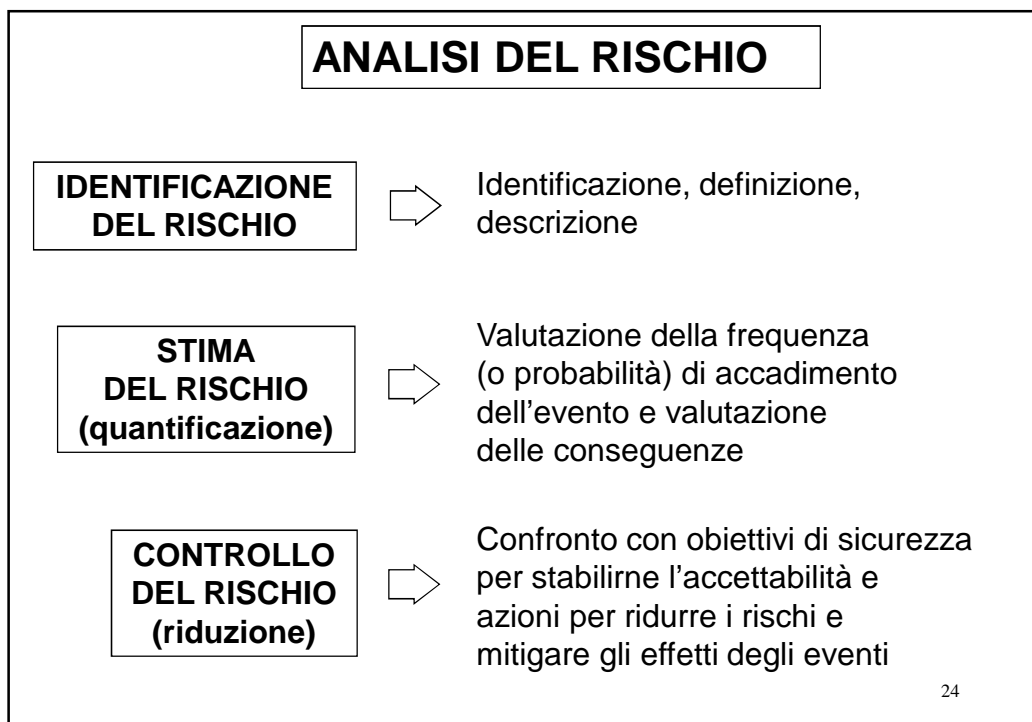 ANALISI DEL RISCHIO
IDENTIFICAZIONE
DEL RISCHIO
Identificazione, definizione,
descrizione
STIMA
DEL RISCHIO
(quantificazione)
Valutazione della frequenza
(o probabilità) di accadimento
dell'evento e valutazione
delle conseguenze
CONTROLLO
DEL RISCHIO
(riduzione)
Confronto con obiettivi di sicurezza
per stabilirne l'accettabilità e
azioni per ridurre i rischi e
mitigare gli effetti degli eventi
24